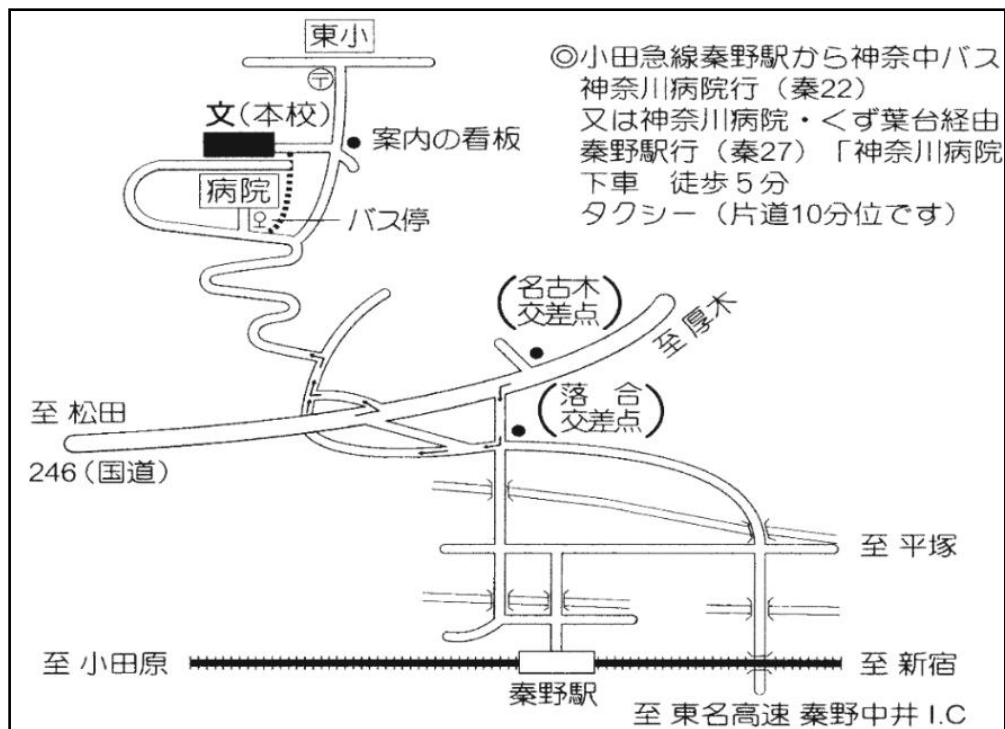 東小
〒
文(本校)
案内の看板
病院
バス停
◎小田急線秦野駅から神奈中バス
神奈川病院行(秦22)
又は神奈川病院・くず葉台経由
秦野駅行(秦27)「神奈川病院
下車 徒歩5分
タクシー(片道10分位です)
(名古木
交差点)
至 厚木
(落 合
交差点)
至 松田
246(国道)
至 平塚
至 小田原
至 新宿
秦野駅
至 東名高速 秦野中井 I.C